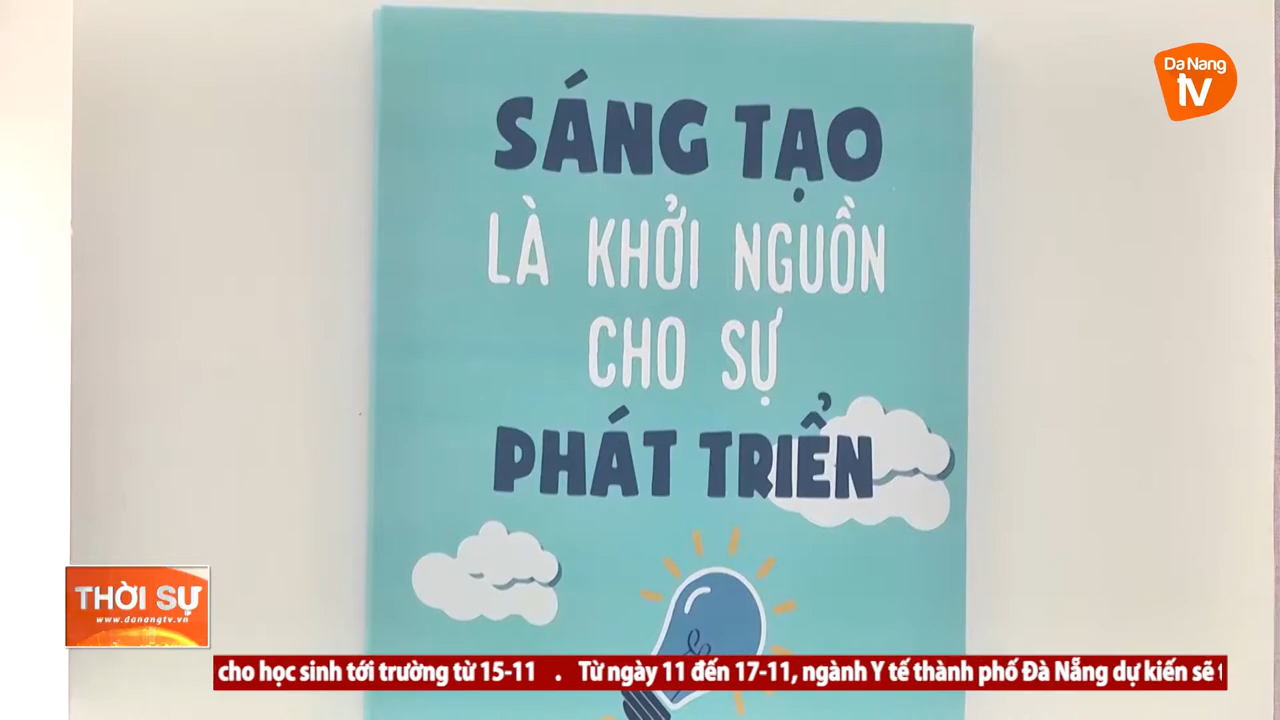 Da Nang
tv
SÁNG TẠO
LÀ KHỞI NGUỒN
CHO SỰ
PHÁT TRIỂN
THỜI SỰ
www.danangtv.vn
cho học sinh tới trường từ 15-11 . Từ ngày 11 đến 17-11, ngành Y tế thành phố Đà Nẵng dự kiến sẽ